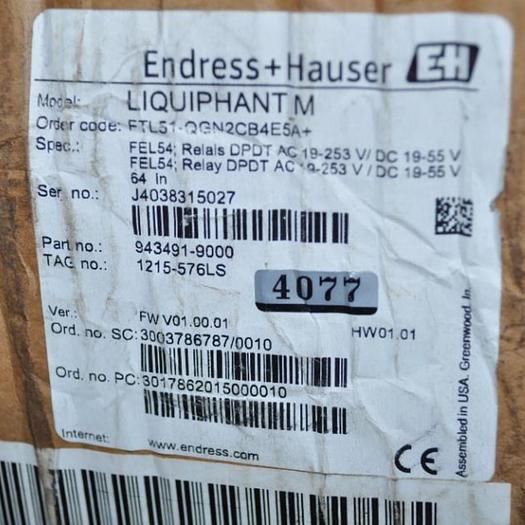 Endress+Hauser EH
Model: LIQUIPHANT M
Order code: FTL51-QGN2CB4E5A+
Spec.: FEL54; Relais DPDT AC 19-253 V/ DC 19-55 V
FEL54; Relay DPDT AC 19-253 V / DC 19-55 V
64 In
Ser. no.: J4038315027
Part no.: 943491-9000
TAG no.: 1215-576LS
4077
Ver.: FW V01.00.01 HW01.01
Ord. no. SC: 3003786787/0010
Ord. no. PC: 3017862015000010
Internet: www.endress.com
CE
Assembled in USA, Greenwood, In.